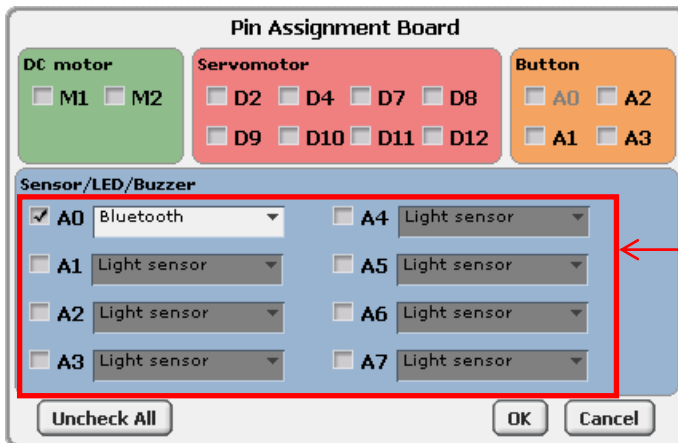 Pin Assignment Board
DC motor
M1 M2
Servomotor
D2 D4 D7 D8
D9 D10 D11 D12
Button
A0 A2
A1 A3
Sensor/LED/Buzzer
A0 Bluetooth A4 Light sensor
A1 Light sensor A5 Light sensor
A2 Light sensor A6 Light sensor
A3 Light sensor A7 Light sensor
Uncheck All OK Cancel